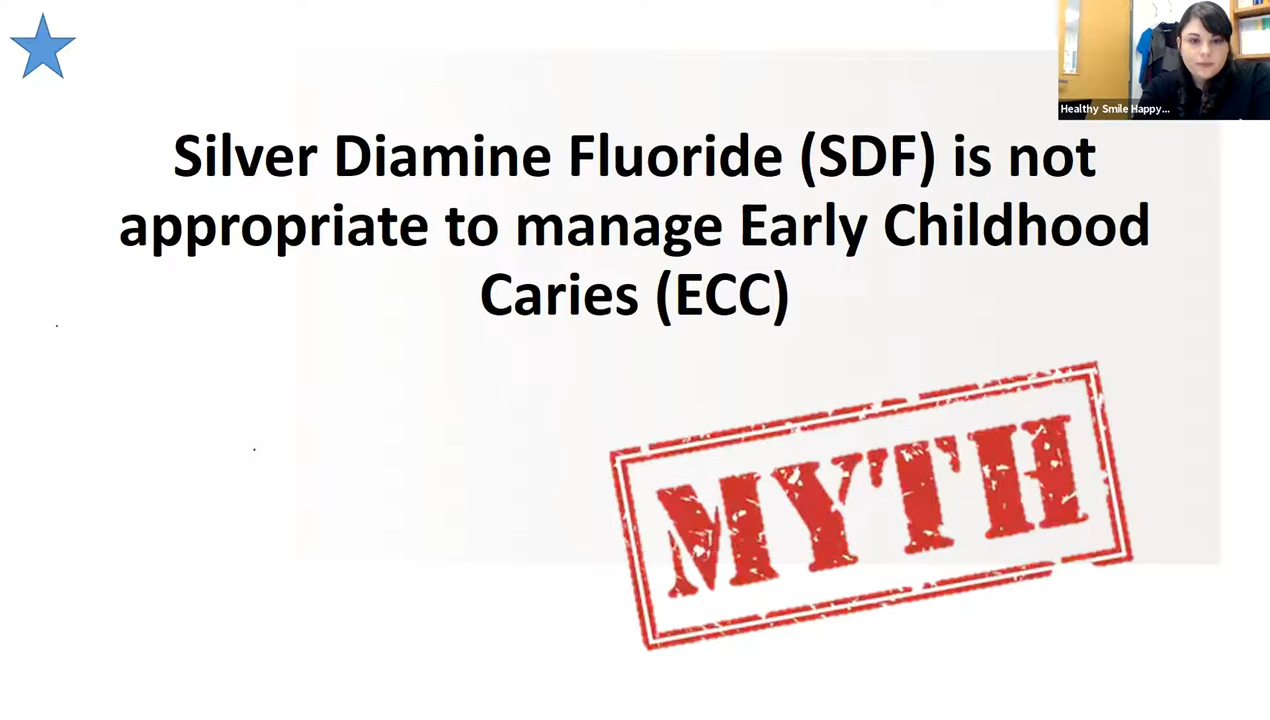 Silver Diamine Fluoride (SDF) is not
appropriate to manage Early Childhood
Caries (ECC)
MYTH
Healthy Smile Happy...